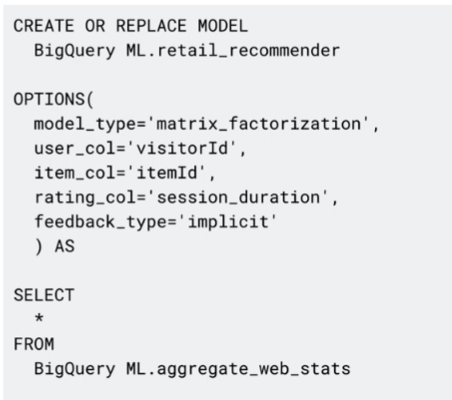 CREATE OR REPLACE MODEL
BigQuery ML.retail_recommender
OPTIONS(
model_type='matrix_factorization',
user_col='visitorId',
item_col='itemId',
rating_col='session_duration',
feedback_type='implicit'
) AS
SELECT
*
FROM
BigQuery ML.aggregate_web_stats